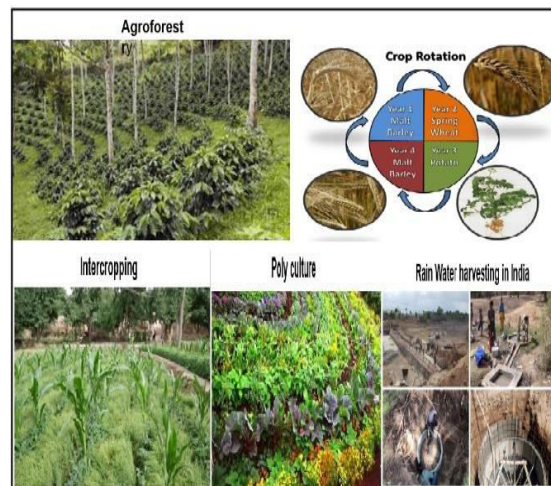 Agroforest
ry
Crop Rotation
Year 1
Malt
Barley
Year 2
Spring
Wheat
Year 4
Malt
Barley
Year 3
Potato
Intercropping
Poly culture
Rain Water harvesting in India